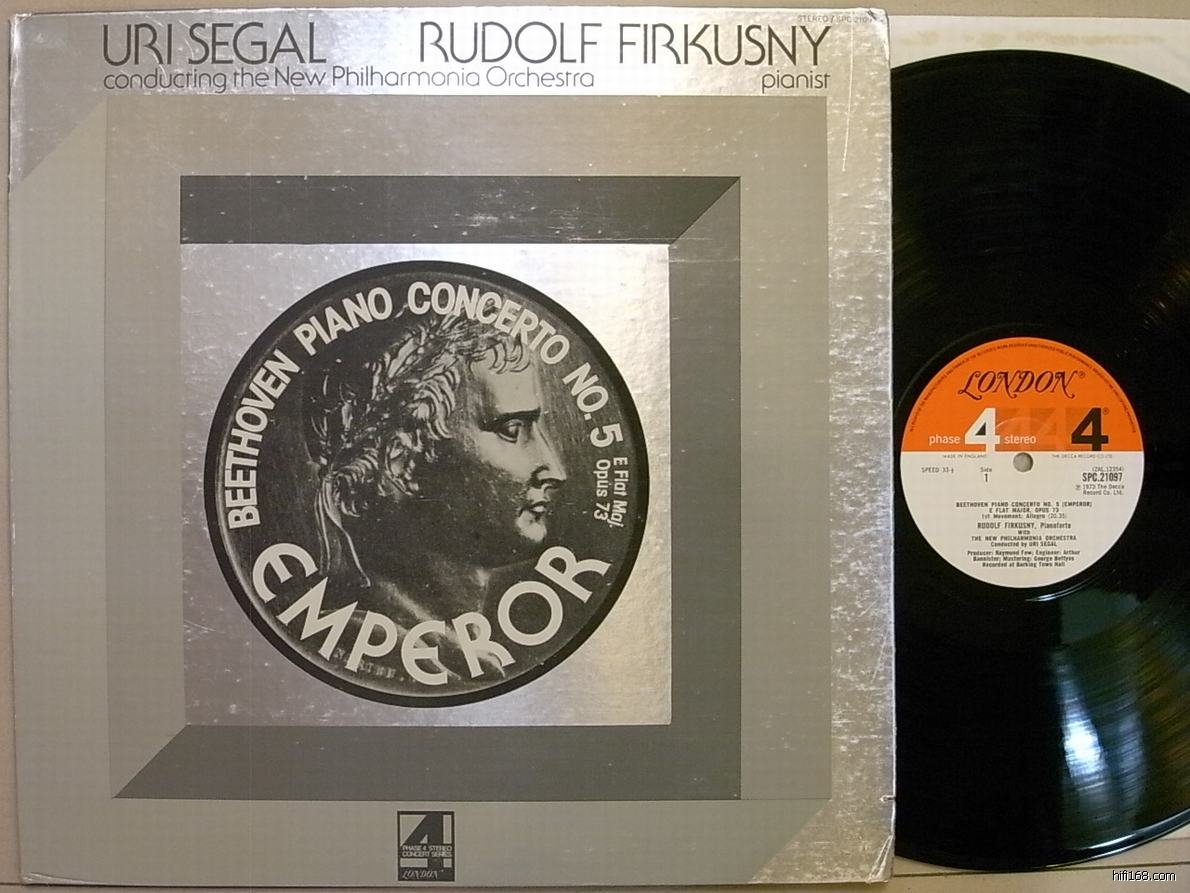 STEREO / SPC 21097
URI SEGAL RUDOLF FIRKUSNY
conducting the New Philharmonia Orchestra pianist
BEETHOVEN PIANO CONCERTO NO. 5
E Flat Maj.
Opus 73
EMPEROR
4
PHASE 4 STEREO
CONCERT SERIES
LONDON
LONDON®
phase 4 stereo 4®
MADE IN ENGLAND THE DECCA RECORD CO. LTD.
SPEED 33⅓ Side (ZAL.12394)
1 SPC.21097
℗ 1973 The Decca
Record Co. Ltd.
BEETHOVEN PIANO CONCERTO NO. 5 (EMPEROR)
E FLAT MAJOR, OPUS 73
1st Movement: Allegro (20.35)
RUDOLF FIRKUSNY, Pianoforte
With
THE NEW PHILHARMONIA ORCHESTRA
Conducted by URI SEGAL
Producer: Raymond Few; Engineer: Arthur
Bannister; Mastering: George Bettyes
Recorded at Barking Town Hall
hifi168.com